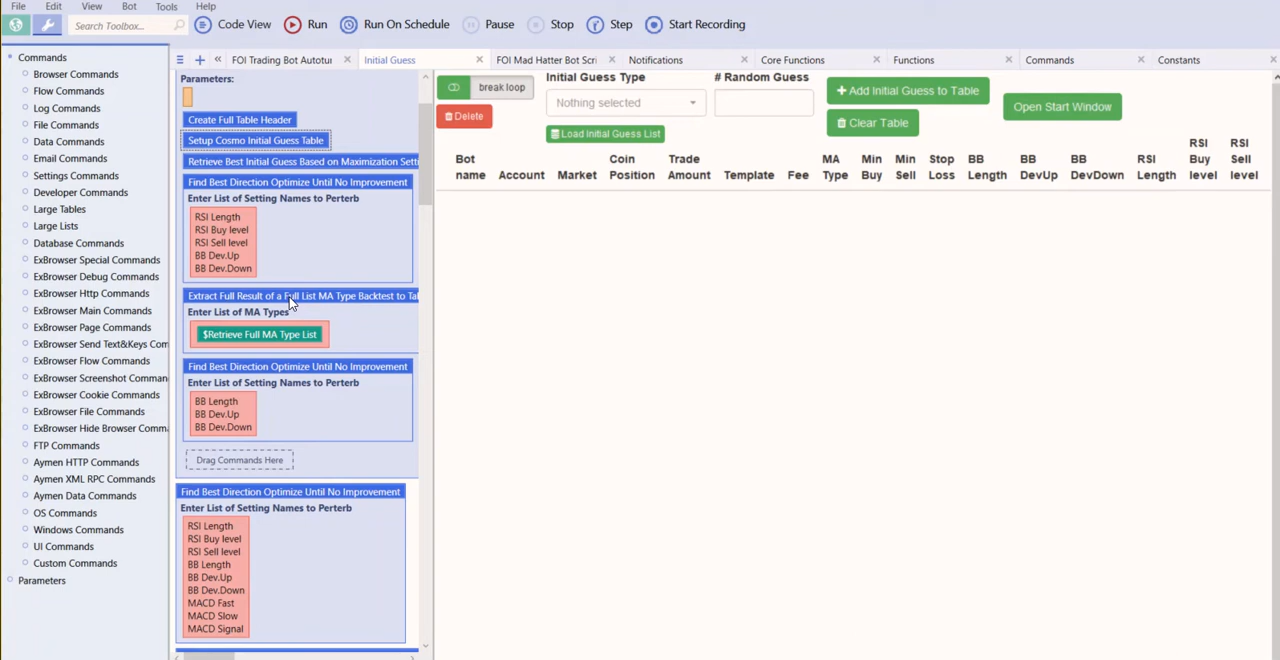 File Edit View Bot Tools Help
Search Toolbox... Code View Run Run On Schedule Pause Stop Step Start Recording
Commands
Browser Commands
Flow Commands
Log Commands
File Commands
Data Commands
Email Commands
Settings Commands
Developer Commands
Large Tables
Large Lists
Database Commands
ExBrowser Special Commands
ExBrowser Debug Commands
ExBrowser Http Commands
ExBrowser Main Commands
ExBrowser Page Commands
ExBrowser Send Text&Keys Com
ExBrowser Flow Commands
ExBrowser Screenshot Comman
ExBrowser Cookie Commands
ExBrowser File Commands
ExBrowser Hide Browser Comma
FTP Commands
Aymen HTTP Commands
Aymen XML RPC Commands
Aymen Data Commands
OS Commands
Windows Commands
UI Commands
Custom Commands
Parameters
FOI Trading Bot Autotur Initial Guess FOI Mad Hatter Bot Scri Notifications Core Functions Functions Commands Constants
Parameters:
Create Full Table Header
Setup Cosmo Initial Guess Table
Retrieve Best Initial Guess Based on Maximization Setti
Find Best Direction Optimize Until No Improvement
Enter List of Setting Names to Perterb
RSI Length
RSI Buy level
RSI Sell level
BB Dev.Up
BB Dev.Down
Extract Full Result of a Full List MA Type Backtest to Tal
Enter List of MA Types
$Retrieve Full MA Type List
Find Best Direction Optimize Until No Improvement
Enter List of Setting Names to Perterb
BB Length
BB Dev.Up
BB Dev.Down
Drag Commands Here
Find Best Direction Optimize Until No Improvement
Enter List of Setting Names to Perterb
RSI Length
RSI Buy level
RSI Sell level
BB Length
BB Dev.Up
BB Dev.Down
MACD Fast
MACD Slow
MACD Signal
break loop
Delete
Initial Guess Type
Nothing selected
Load Initial Guess List
# Random Guess
Add Initial Guess to Table
Clear Table
Open Start Window
Bot name
Account
Market
Coin Position
Trade Amount
Template
Fee
MA Type
Min Buy
Min Sell
Stop Loss
BB Length
BB DevUp
BB DevDown
RSI Length
RSI Buy level
RSI Sell level